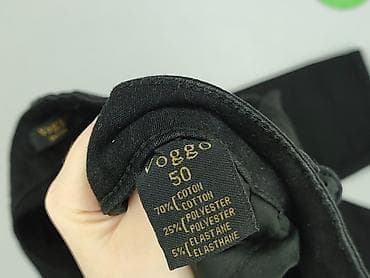 Voggo
50
70% COTON
COTTON
25% POLYESTER
POLYESTER
5% ELASTANE
ELASTHANE